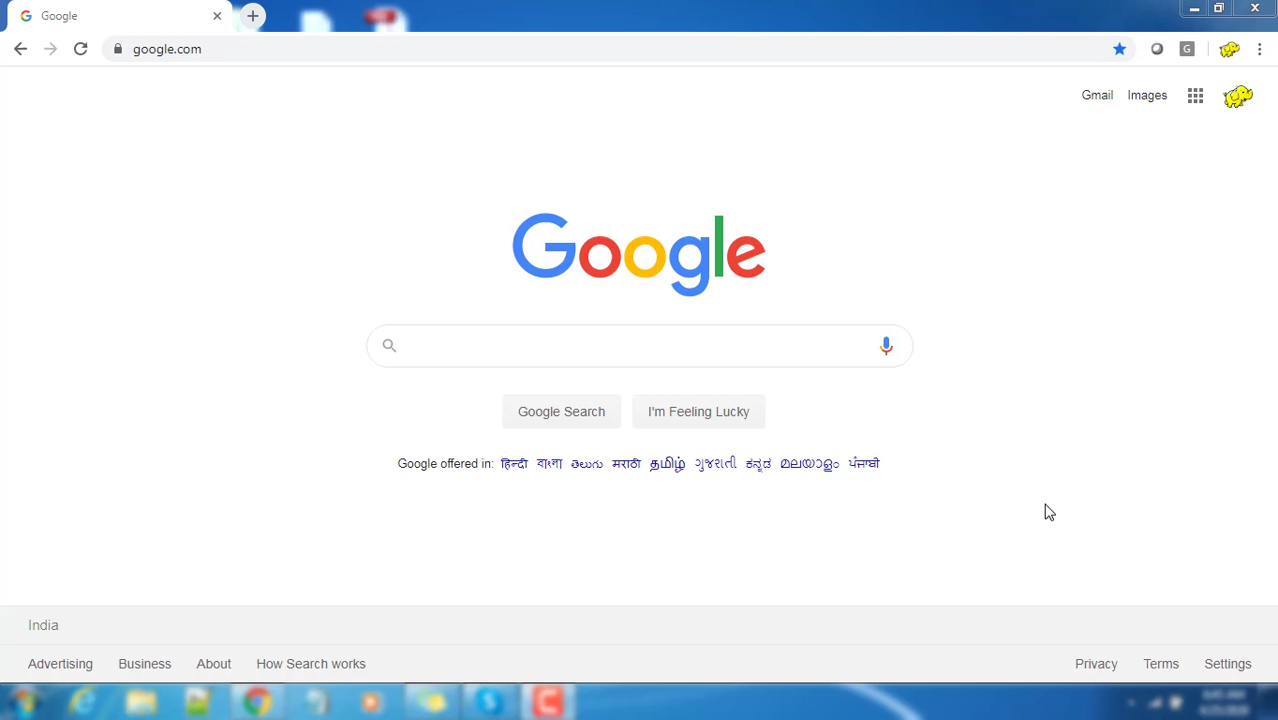 Google
google.com
Gmail Images
Google
Google Search I'm Feeling Lucky
Google offered in: हिन्दी বাংলা తెలుగు मराठी தமிழ் ગુજરાતી ಕನ್ನಡ മലയാളം ਪੰਜਾਬੀ
India
Advertising Business About How Search works Privacy Terms Settings